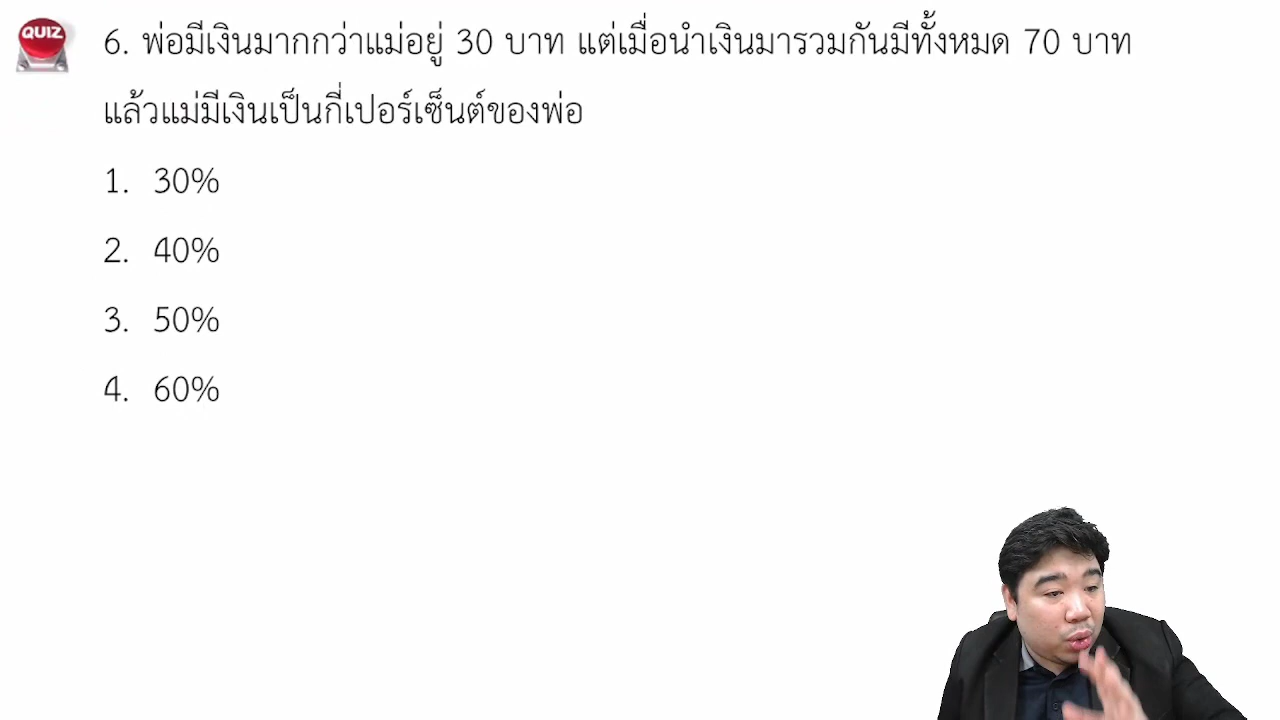 QUIZ
6. พ่อมีเงินมากกว่าแม่อยู่ 30 บาท แต่เมื่อนำเงินมารวมกันมีทั้งหมด 70 บาท
แล้วแม่มีเงินเป็นกี่เปอร์เซ็นต์ของพ่อ
1. 30%
2. 40%
3. 50%
4. 60%